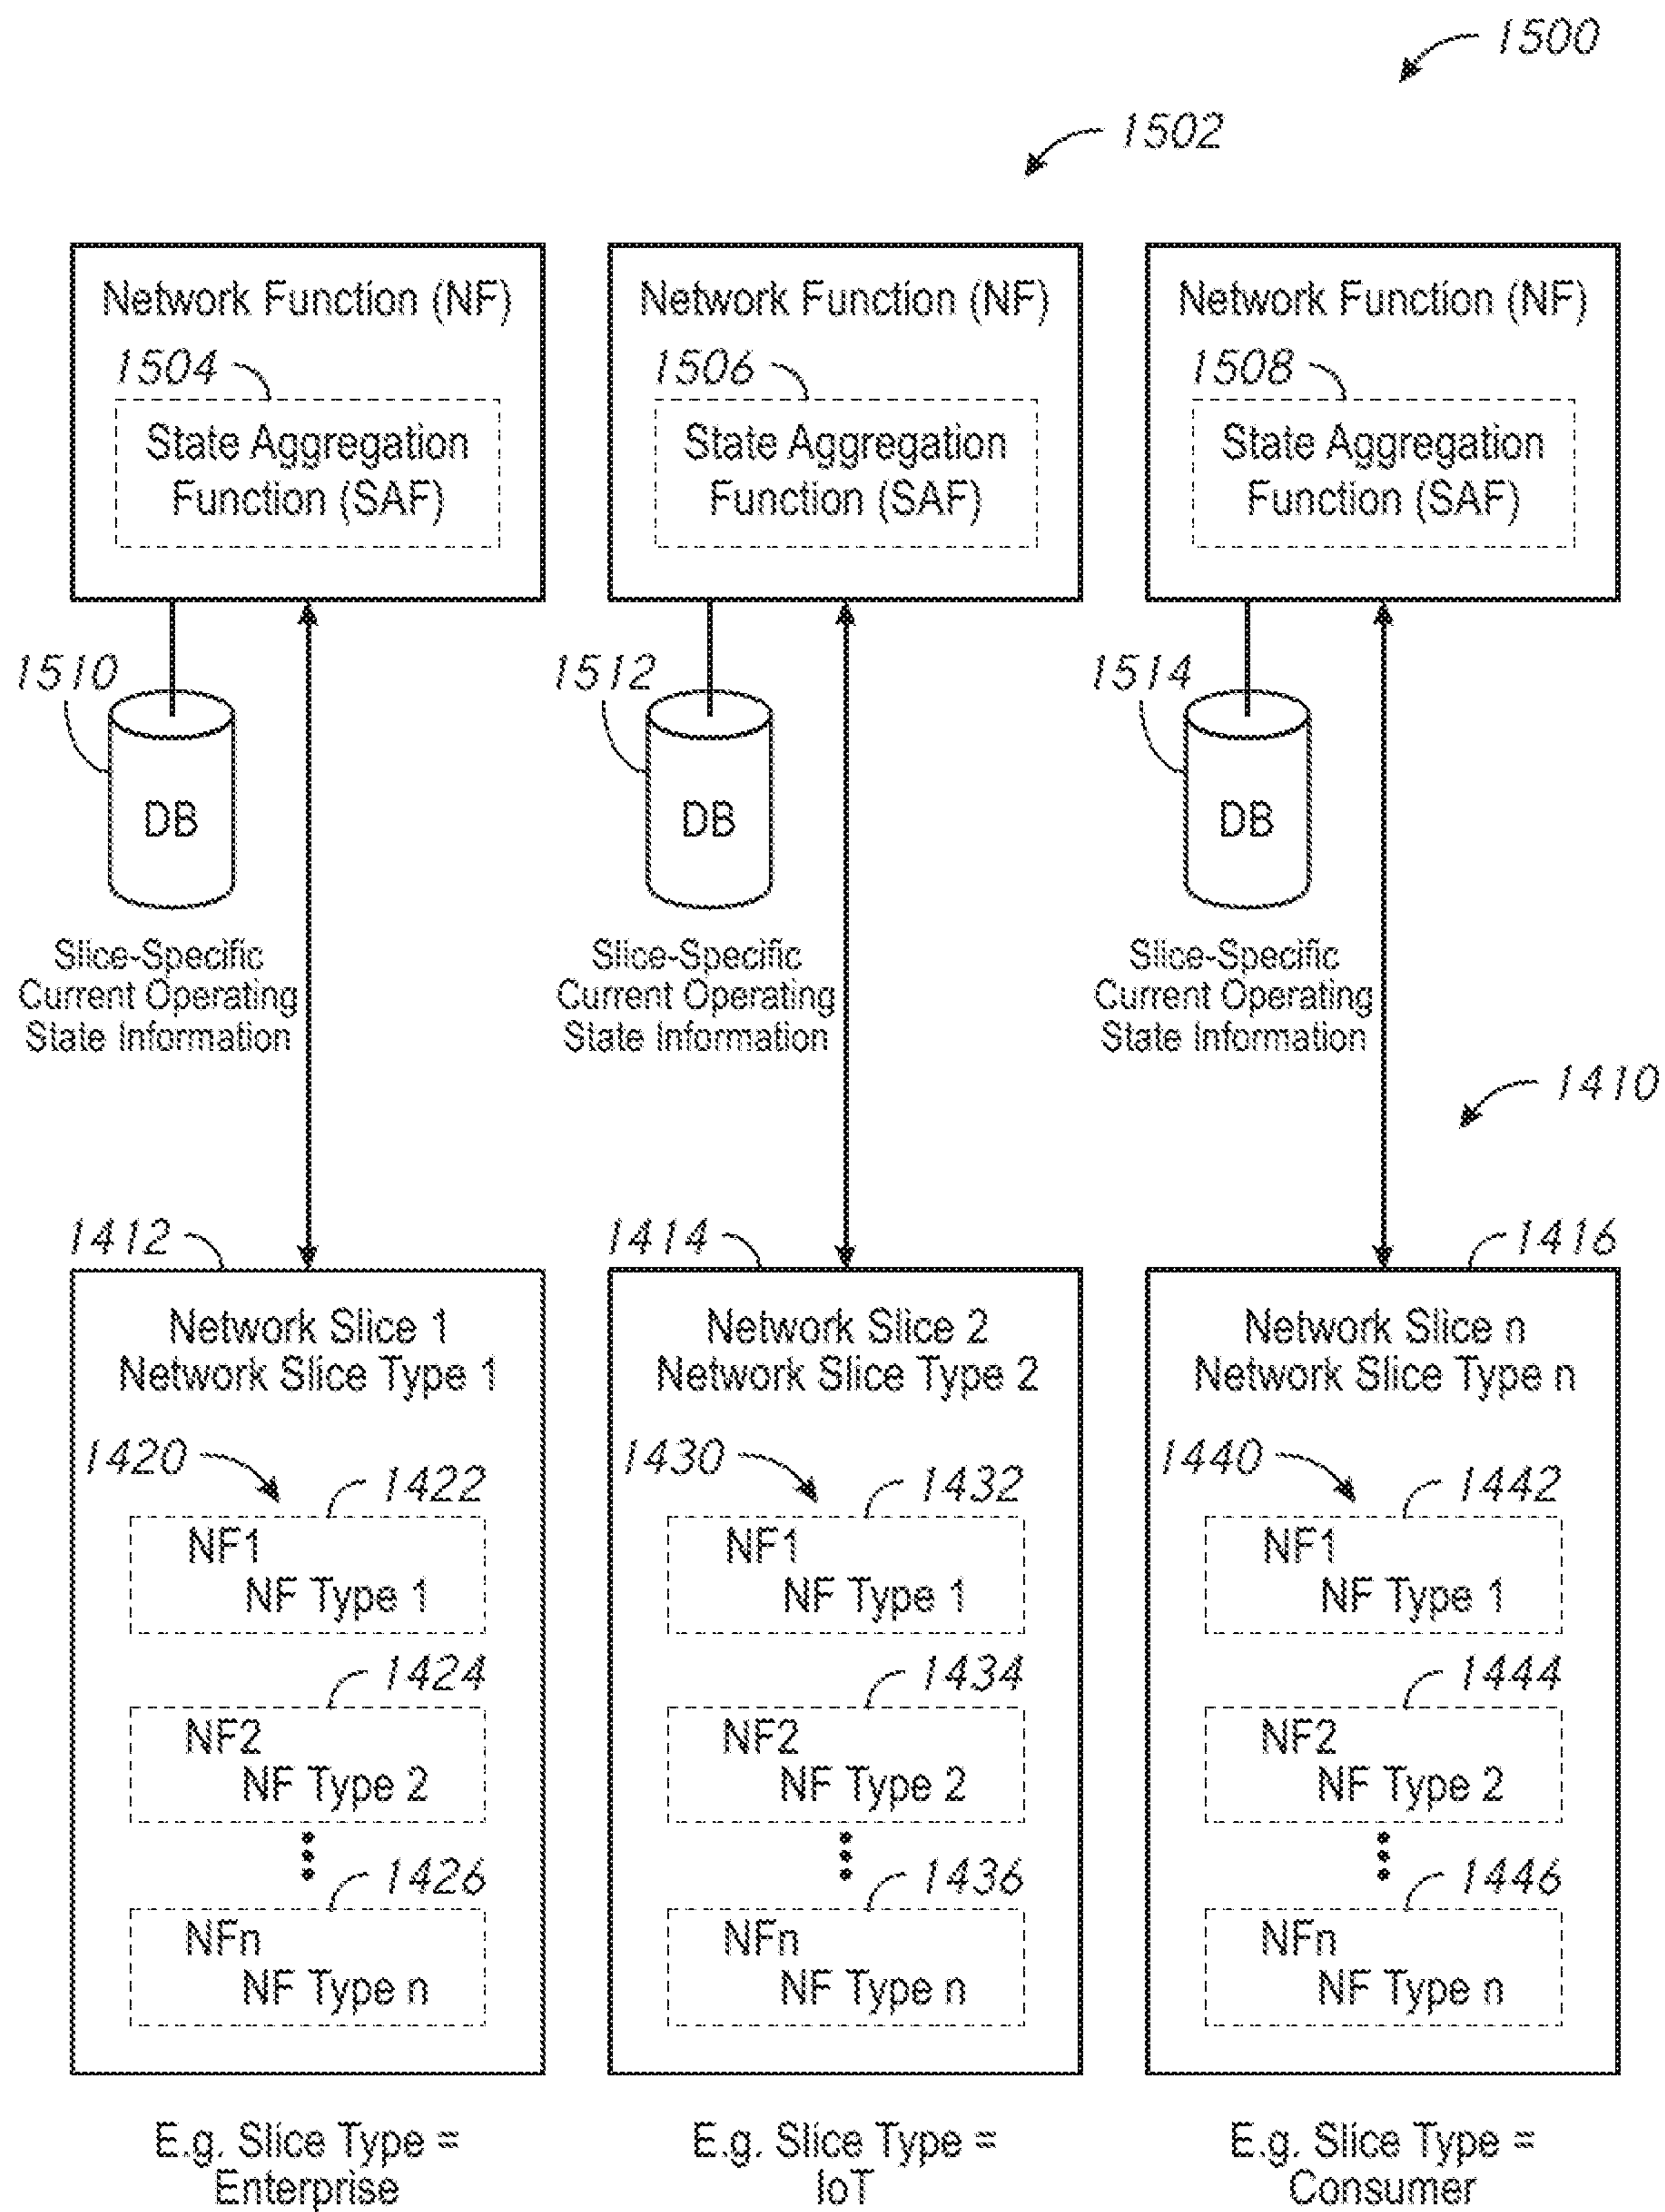 1500
1502
Network Function (NF)
1504
State Aggregation
Function (SAF)
Network Function (NF)
1506
State Aggregation
Function (SAF)
Network Function (NF)
1508
State Aggregation
Function (SAF)
1510
DB
Slice-Specific
Current Operating
State Information
1512
DB
Slice-Specific
Current Operating
State Information
1514
DB
Slice-Specific
Current Operating
State Information
1410
1412
Network Slice 1
Network Slice Type 1
1420
1422
NF1
NF Type 1
1424
NF2
NF Type 2
1426
NFn
NF Type n
E.g. Slice Type =
Enterprise
1414
Network Slice 2
Network Slice Type 2
1430
1432
NF1
NF Type 1
1434
NF2
NF Type 2
1436
NFn
NF Type n
E.g. Slice Type =
IoT
1416
Network Slice n
Network Slice Type n
1440
1442
NF1
NF Type 1
1444
NF2
NF Type 2
1446
NFn
NF Type n
E.g. Slice Type =
Consumer